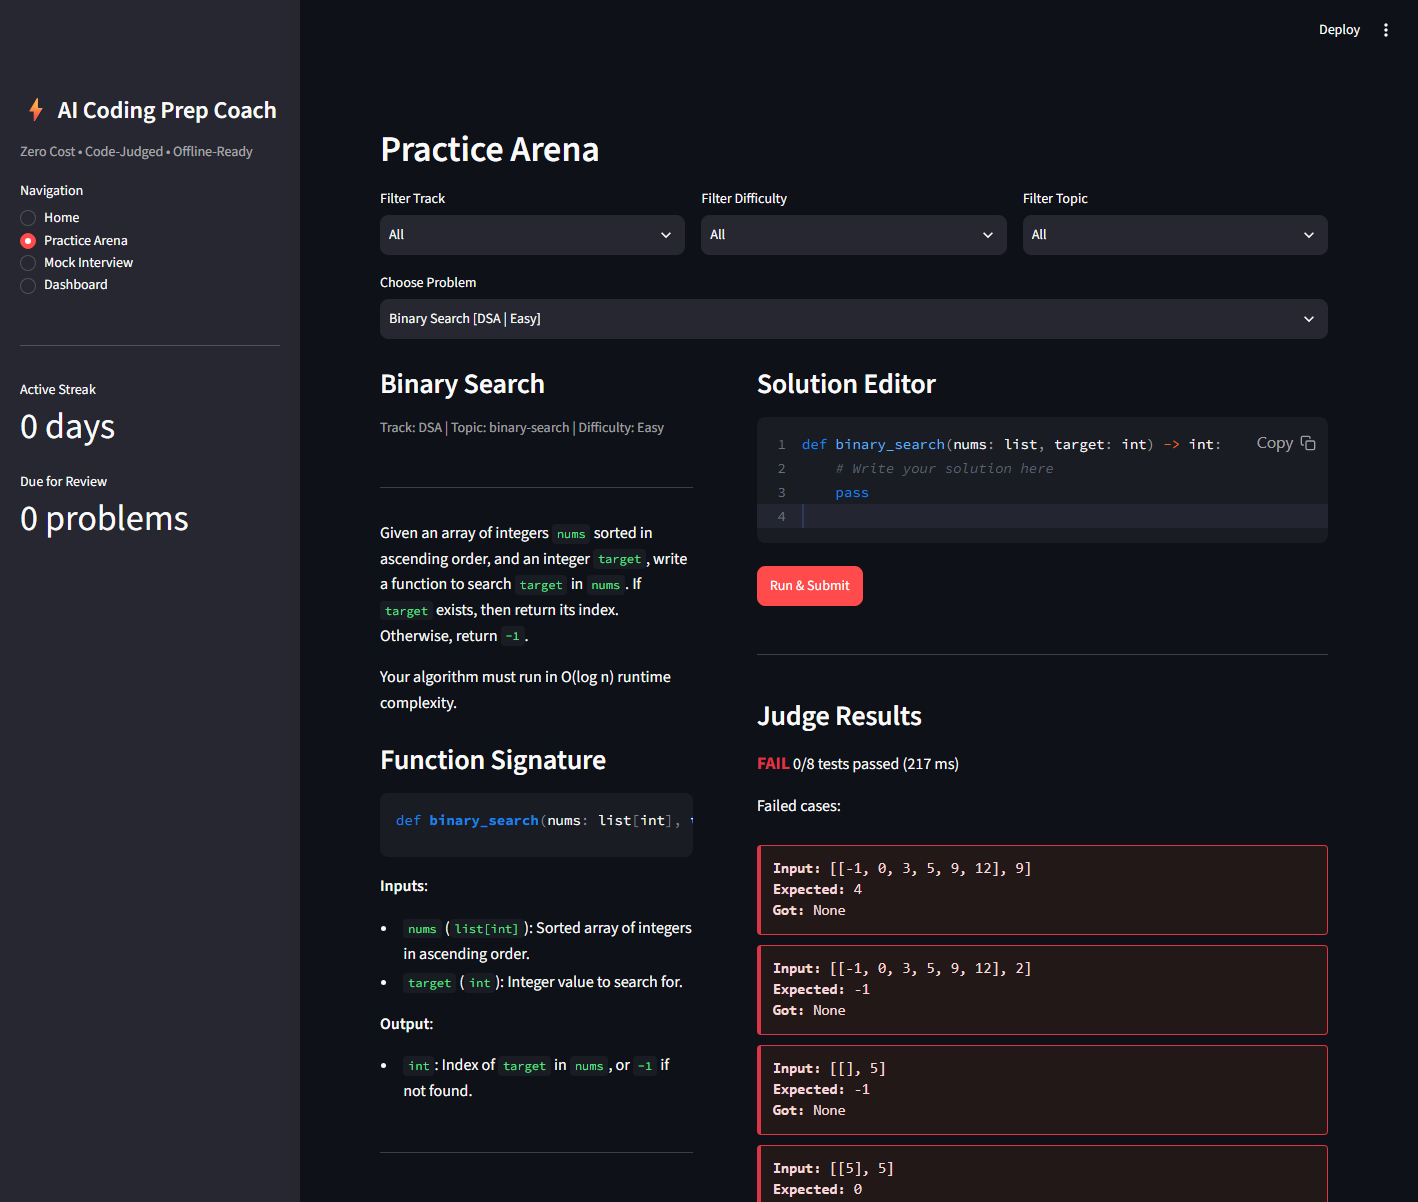 Deploy
AI Coding Prep Coach
Zero Cost • Code-Judged • Offline-Ready
Navigation
Home
Practice Arena
Mock Interview
Dashboard
Active Streak
0 days
Due for Review
0 problems
Practice Arena
Filter Track
All
Filter Difficulty
All
Filter Topic
All
Choose Problem
Binary Search [DSA | Easy]
Binary Search
Track: DSA | Topic: binary-search | Difficulty: Easy
Given an array of integers nums sorted in
ascending order, and an integer target, write
a function to search target in nums. If
target exists, then return its index.
Otherwise, return -1.
Your algorithm must run in O(log n) runtime
complexity.
Function Signature
def binary_search(nums: list[int],
Inputs:
• nums (list[int]): Sorted array of integers
in ascending order.
• target (int): Integer value to search for.
Output:
• int: Index of target in nums, or -1 if
not found.
Solution Editor
1 def binary_search(nums: list, target: int) -> int:
Copy
2     # Write your solution here
3     pass
4
Run & Submit
Judge Results
FAIL 0/8 tests passed (217 ms)
Failed cases:
Input: [[-1, 0, 3, 5, 9, 12], 9]
Expected: 4
Got: None
Input: [[-1, 0, 3, 5, 9, 12], 2]
Expected: -1
Got: None
Input: [[], 5]
Expected: -1
Got: None
Input: [[5], 5]
Expected: 0